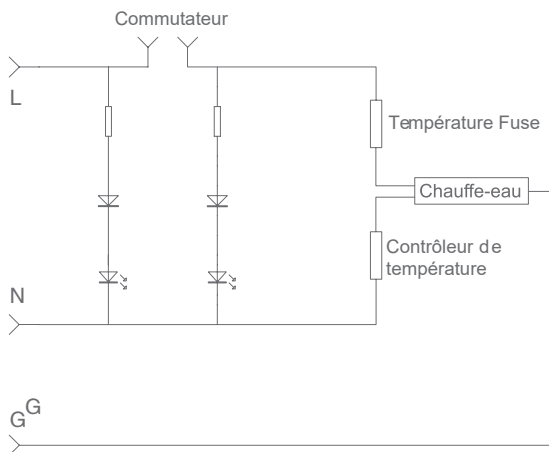 Commutateur
L
Température Fuse
Chauffe-eau
Contrôleur de
température
N
G G